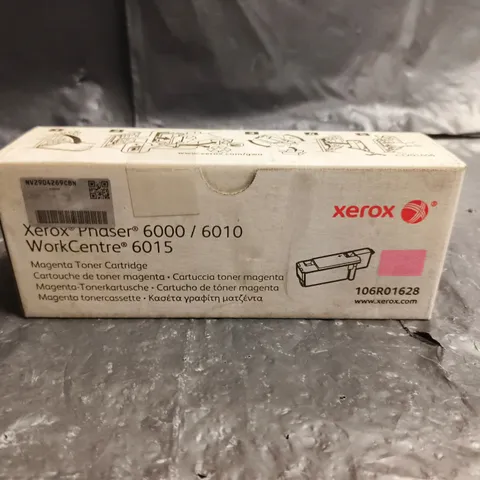 xerox
Xerox® Phaser® 6000 / 6010
WorkCentre® 6015
Magenta Toner Cartridge
Cartouche de toner magenta • Cartuccia toner magenta
Magenta-Tonerkartusche • Cartucho de tóner magenta
Magenta tonercassette • Κασέτα γραφίτη ματζέντα
106R01628
www.xerox.com